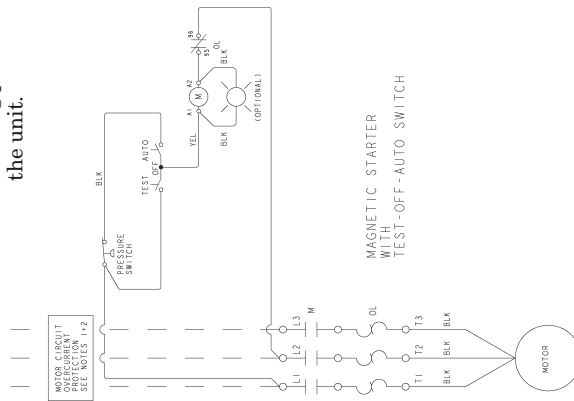 the unit.
MOTOR CIRCUIT
OVERCURRENT
PROTECTION
SEE NOTES 1+2
PRESSURE
SWITCH
BLK
TEST
OFF
AUTO
YEL
A1
M
A2
BLK
BLK
95
96
OL
(OPTIONAL)
L1
L2
L3
M
OL
T1
T2
T3
BLK
BLK
BLK
MOTOR
MAGNETIC STARTER
WITH
TEST-OFF-AUTO SWITCH